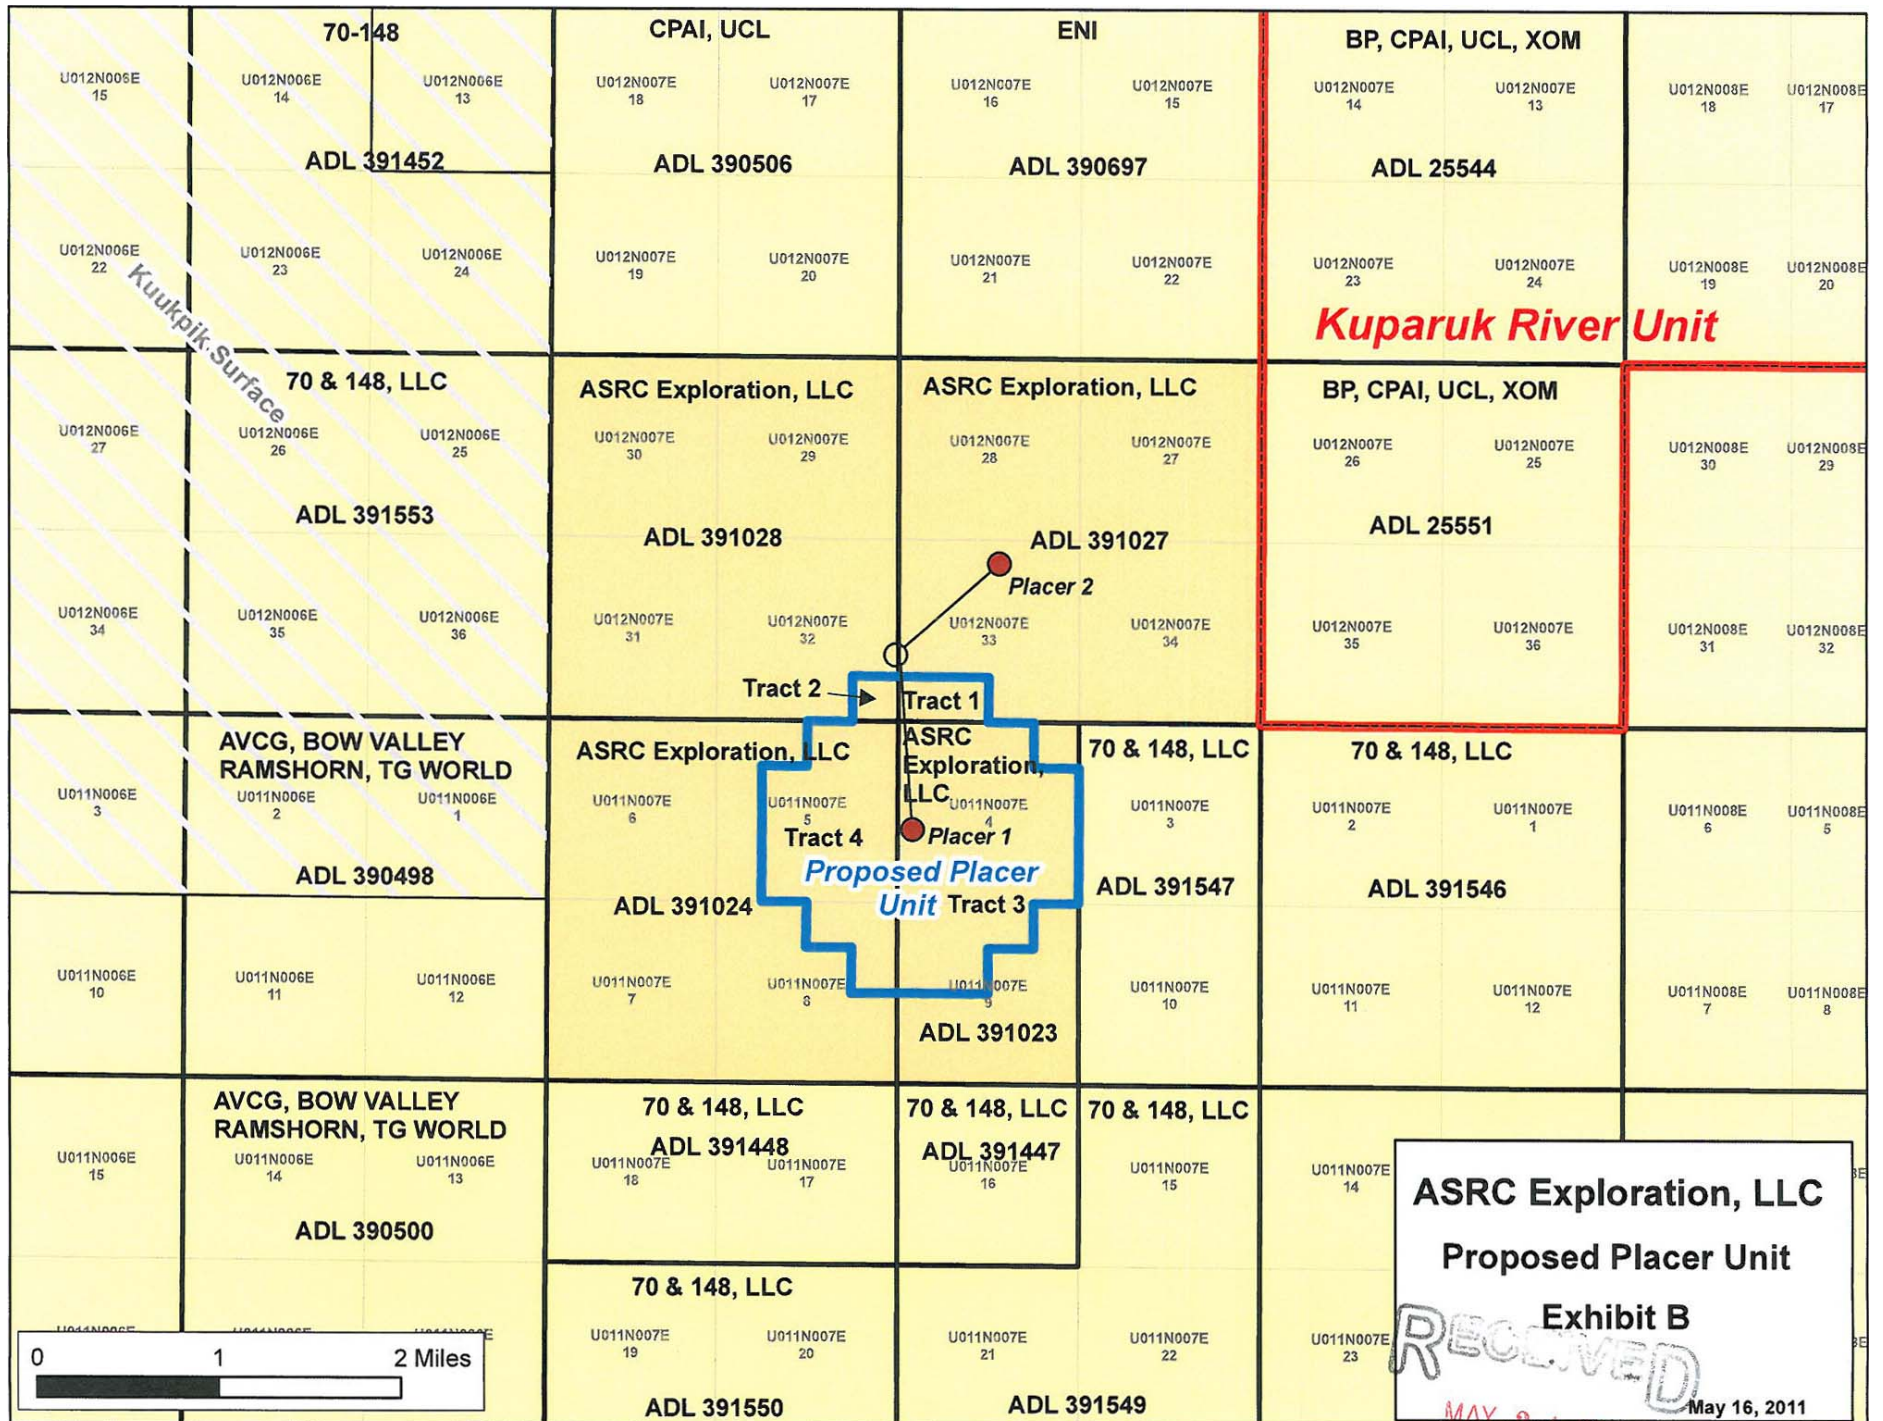 70-148
CPAI, UCL
ENI
BP, CPAI, UCL, XOM
U012N006E
15
U012N006E
14
U012N006E
13
U012N007E
18
U012N007E
17
U012N007E
16
U012N007E
15
U012N007E
14
U012N007E
13
U012N008E
18
U012N008E
17
ADL 391452
ADL 390506
ADL 390697
ADL 25544
U012N006E
22
U012N006E
23
U012N006E
24
U012N007E
19
U012N007E
20
U012N007E
21
U012N007E
22
U012N007E
23
U012N007E
24
U012N008E
19
U012N008E
20
Kuukpik Surface
Kuparuk River Unit
70 & 148, LLC
ASRC Exploration, LLC
ASRC Exploration, LLC
BP, CPAI, UCL, XOM
U012N006E
27
U012N006E
26
U012N006E
25
U012N007E
30
U012N007E
29
U012N007E
28
U012N007E
27
U012N007E
26
U012N007E
25
U012N008E
30
U012N008E
29
ADL 391553
ADL 391028
ADL 391027
ADL 25551
Placer 2
U012N006E
34
U012N006E
35
U012N006E
36
U012N007E
31
U012N007E
32
U012N007E
33
U012N007E
34
U012N007E
35
U012N007E
36
U012N008E
31
U012N008E
32
Tract 2
Tract 1
AVCG, BOW VALLEY
RAMSHORN, TG WORLD
ASRC Exploration, LLC
ASRC
Exploration,
LLC
70 & 148, LLC
70 & 148, LLC
U011N006E
3
U011N006E
2
U011N006E
1
U011N007E
6
U011N007E
5
U011N007E
4
U011N007E
3
U011N007E
2
U011N007E
1
U011N008E
6
U011N008E
5
Tract 4
Placer 1
Proposed Placer
Unit
Tract 3
ADL 390498
ADL 391024
ADL 391547
ADL 391546
U011N006E
10
U011N006E
11
U011N006E
12
U011N007E
7
U011N007E
8
U011N007E
9
U011N007E
10
U011N007E
11
U011N007E
12
U011N008E
7
U011N008E
8
ADL 391023
AVCG, BOW VALLEY
RAMSHORN, TG WORLD
70 & 148, LLC
70 & 148, LLC
70 & 148, LLC
ADL 391448
ADL 391447
U011N006E
15
U011N006E
14
U011N006E
13
U011N007E
18
U011N007E
17
U011N007E
16
U011N007E
15
U011N007E
14
ADL 390500
70 & 148, LLC
U011N007E
19
U011N007E
20
U011N007E
21
U011N007E
22
U011N007E
23
ADL 391550
ADL 391549
0 1 2 Miles
ASRC Exploration, LLC
Proposed Placer Unit
Exhibit B
RECEIVED
May 16, 2011
MAY